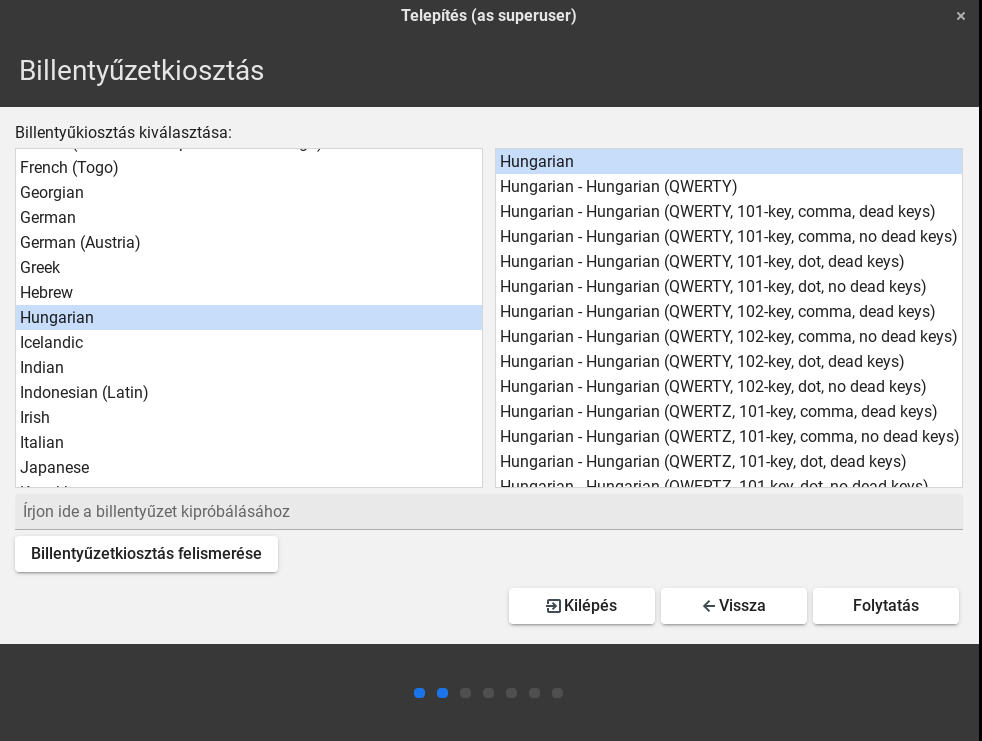 Telepítés (as superuser)
Billentyűzetkiosztás
Billentyűkiosztás kiválasztása:
French (Togo)
Georgian
German
German (Austria)
Greek
Hebrew
Hungarian
Icelandic
Indian
Indonesian (Latin)
Irish
Italian
Japanese
Hungarian
Hungarian - Hungarian (QWERTY)
Hungarian - Hungarian (QWERTY, 101-key, comma, dead keys)
Hungarian - Hungarian (QWERTY, 101-key, comma, no dead keys)
Hungarian - Hungarian (QWERTY, 101-key, dot, dead keys)
Hungarian - Hungarian (QWERTY, 101-key, dot, no dead keys)
Hungarian - Hungarian (QWERTY, 102-key, comma, dead keys)
Hungarian - Hungarian (QWERTY, 102-key, comma, no dead keys)
Hungarian - Hungarian (QWERTY, 102-key, dot, dead keys)
Hungarian - Hungarian (QWERTY, 102-key, dot, no dead keys)
Hungarian - Hungarian (QWERTZ, 101-key, comma, dead keys)
Hungarian - Hungarian (QWERTZ, 101-key, comma, no dead keys)
Hungarian - Hungarian (QWERTZ, 101-key, dot, dead keys)
Hungarian - Hungarian (QWERTZ, 101-key, dot, no dead keys)
Írjon ide a billentyűzet kipróbálásához
Billentyűzetkiosztás felismerése
Kilépés
Vissza
Folytatás